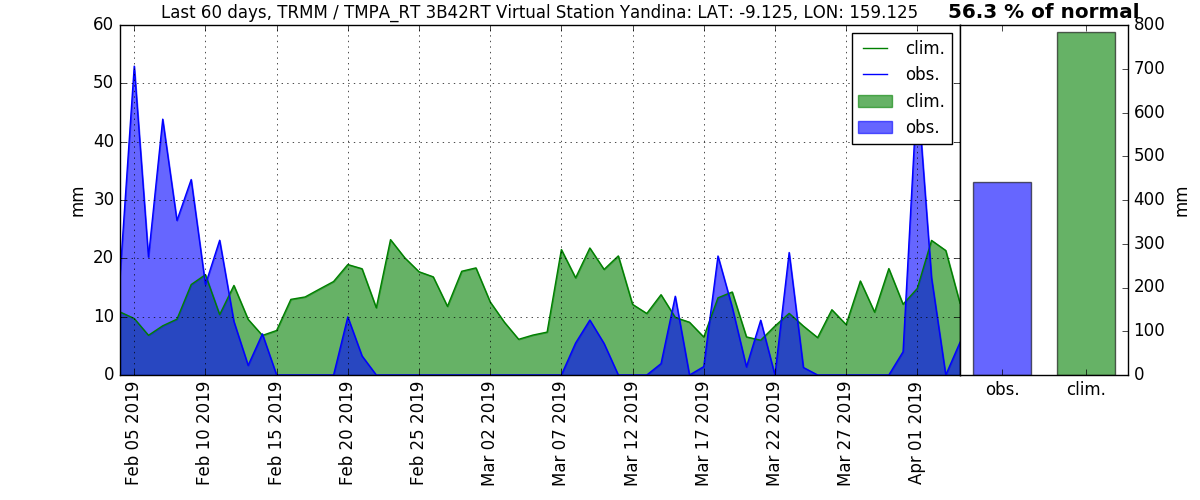 Last 60 days, TRMM / TMPA_RT 3B42RT Virtual Station Yandina: LAT: -9.125, LON: 159.125
56.3 % of normal
60
50
40
30
20
10
0
mm
clim.
obs.
clim.
obs.
Feb 05 2019
Feb 10 2019
Feb 15 2019
Feb 20 2019
Feb 25 2019
Mar 02 2019
Mar 07 2019
Mar 12 2019
Mar 17 2019
Mar 22 2019
Mar 27 2019
Apr 01 2019
800
700
600
500
400
300
200
100
0
mm
obs.
clim.